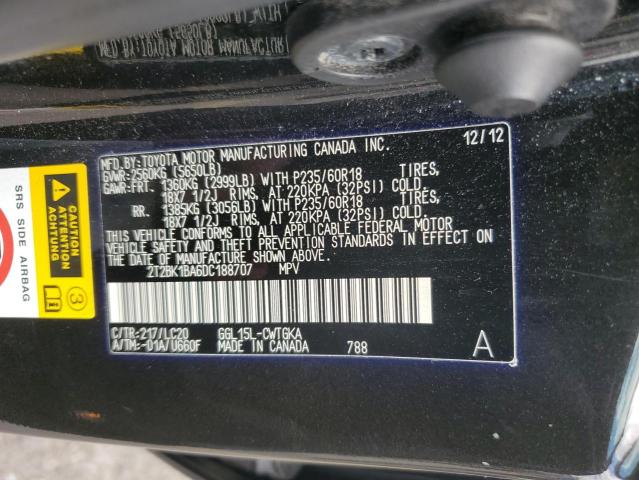 12/12
MFD. BY:TOYOTA MOTOR MANUFACTURING CANADA INC.
GVWR:2560KG (5650LB)
GAWR:FRT. 1360KG (2999LB) WITH P235/60R18 TIRES,
18X7 1/2J RIMS, AT 220KPA (32PSI) COLD.
RR. 1385KG (3056LB) WITH P235/60R18 TIRES,
18X7 1/2J RIMS, AT 220KPA (32PSI) COLD.
THIS VEHICLE CONFORMS TO ALL APPLICABLE FEDERAL MOTOR
VEHICLE SAFETY AND THEFT PREVENTION STANDARDS IN EFFECT ON
THE DATE OF MANUFACTURE SHOWN ABOVE.
2T2BK1BA6DC188707 MPV
C/TR:217/LC20 GGL15L-CWTGKA
A/TM:-01A/U660F MADE IN CANADA 788 A
SRS SIDE AIRBAG
3